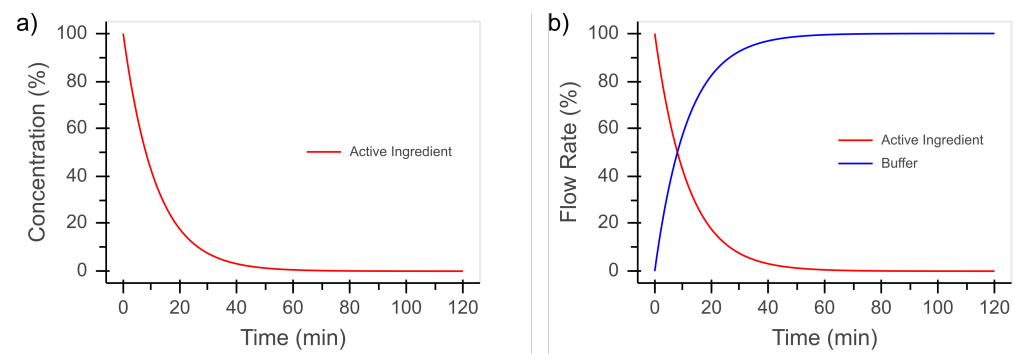 a)
Concentration (%)
100
80
60
40
20
0
Active Ingredient
0 20 40 60 80 100 120
Time (min)
b)
Flow Rate (%)
100
80
60
40
20
0
Active Ingredient
Buffer
0 20 40 60 80 100 120
Time (min)